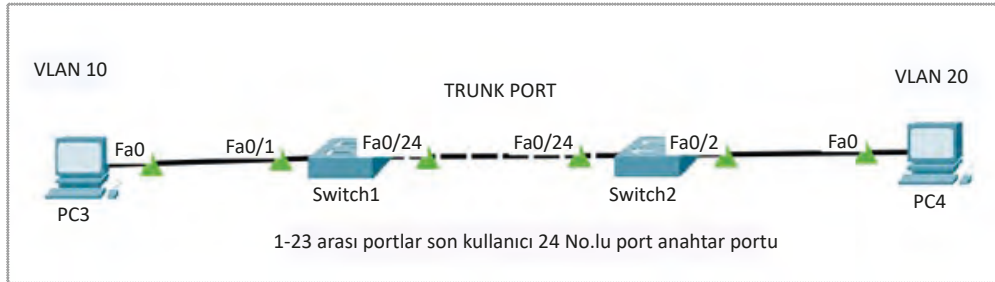 VLAN 10
VLAN 20
TRUNK PORT
Fa0
Fa0/1
Fa0/24
Fa0/24
Fa0/2
Fa0
PC3
Switch1
Switch2
PC4
1-23 arası portlar son kullanıcı 24 No.lu port anahtar portu